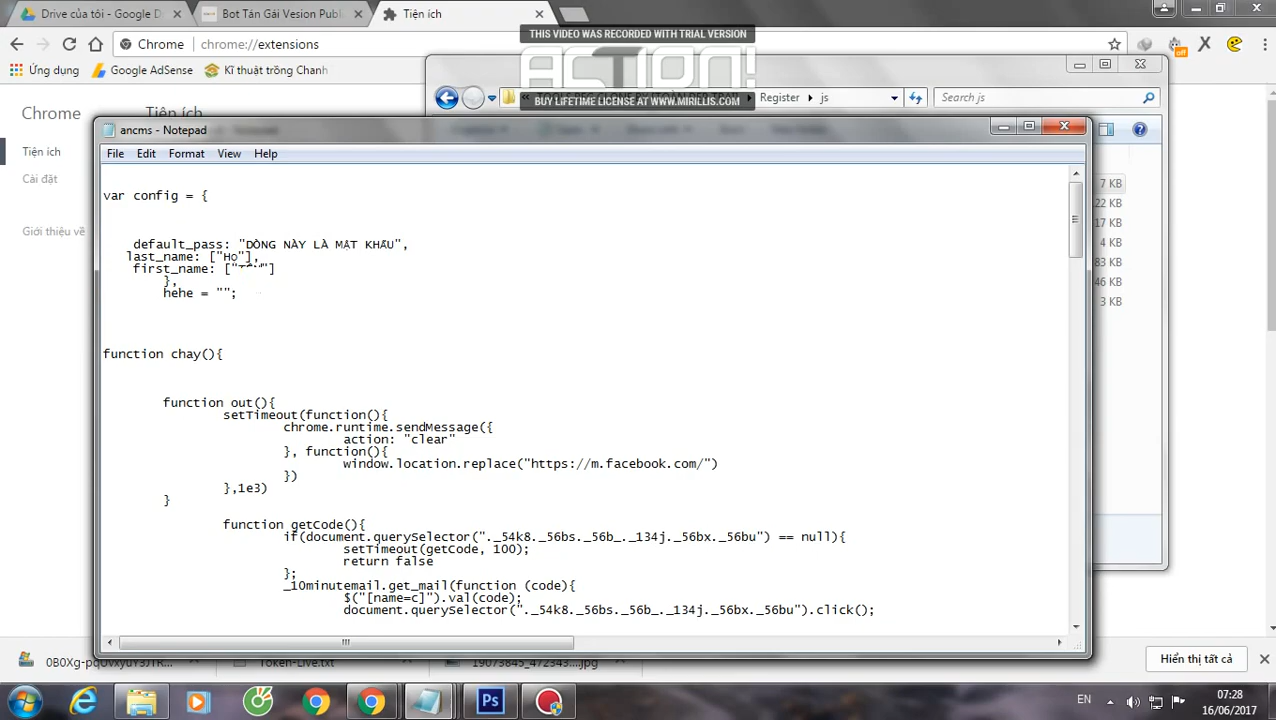 Drive của tôi - Google D
Bot Tân Gái Vesion Publ
Tiện ích
THIS VIDEO WAS RECORDED WITH TRIAL VERSION
ACTION!
BUY LIFETIME LICENSE AT WWW.MIRILLIS.COM
Chrome
chrome://extensions
Ứng dụng
Google AdSense
Kĩ thuật trồng Chanh
Register
js
Search js
Chrome
Tiện ích
Tiện ích
Cài đặt
Giới thiệu về
ancms - Notepad
File Edit Format View Help
7 KB
22 KB
17 KB
4 KB
83 KB
46 KB
3 KB
var config = {
default_pass: "DÒNG NÀY LÀ MẬT KHẨU",
last_name: ["Họ"],
first_name: ["TÊN"]
},
hehe = "";
function chay(){
function out(){
setTimeout(function(){
chrome.runtime.sendMessage({
action: "clear"
}, function(){
window.location.replace("https://m.facebook.com/")
})
},1e3)
}
function getCode(){
if(document.querySelector("._54k8._56bs._56b_._134j._56bx._56bu") == null){
setTimeout(getCode, 100);
return false
};
_10minutemail.get_mail(function (code){
$("[name=c]").val(code);
document.querySelector("._54k8._56bs._56b_._134j._56bx._56bu").click();
Token-Live.txt
19073845_472343....jpg
Hiển thị tất cả
EN
07:28
16/06/2017